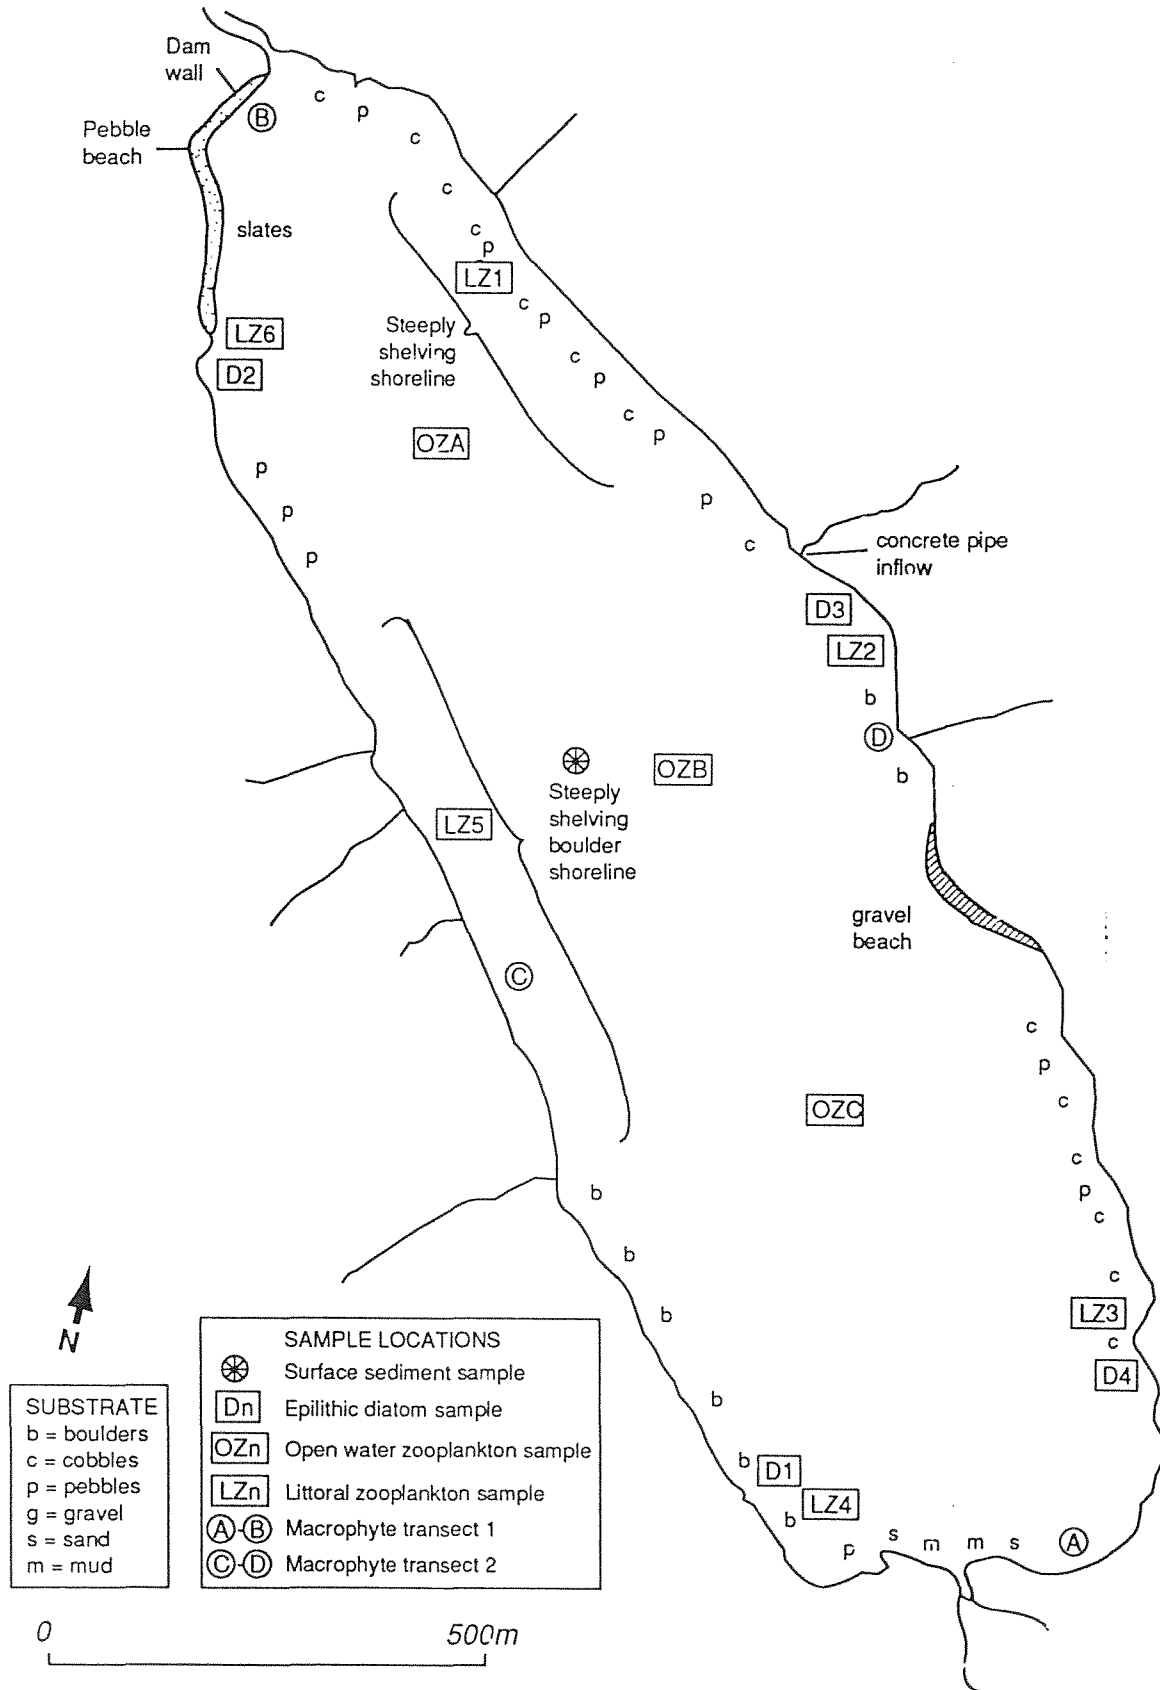 Dam
wall
B
c
p
Pebble
beach
c
c
slates
c
p
LZ1
c
p
LZ6
Steeply
shelving
shoreline
D2
c
p
c
p
OZA
p
p
p
p
c
concrete pipe
inflow
D3
LZ2
b
D
b
OZB
Steeply
shelving
boulder
shoreline
LZ5
gravel
beach
C
c
p
c
OZC
c
p
c
b
b
c
b
LZ3
c
D4
b
b
D1
LZ4
b
p
s
m
m
s
A
N
SAMPLE LOCATIONS
Surface sediment sample
Dn Epilithic diatom sample
OZn Open water zooplankton sample
LZn Littoral zooplankton sample
A-B Macrophyte transect 1
C-D Macrophyte transect 2
SUBSTRATE
b = boulders
c = cobbles
p = pebbles
g = gravel
s = sand
m = mud
0 500m